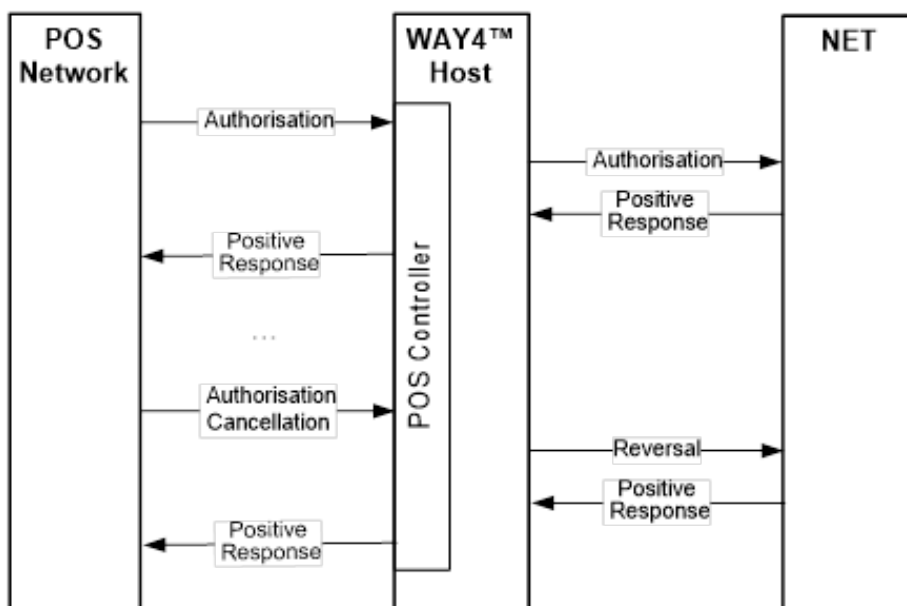 POS
Network
WAY4™
Host
NET
Authorisation
Authorisation
Positive
Response
Positive
Response
...
POS Controller
Authorisation
Cancellation
Reversal
Positive
Response
Positive
Response